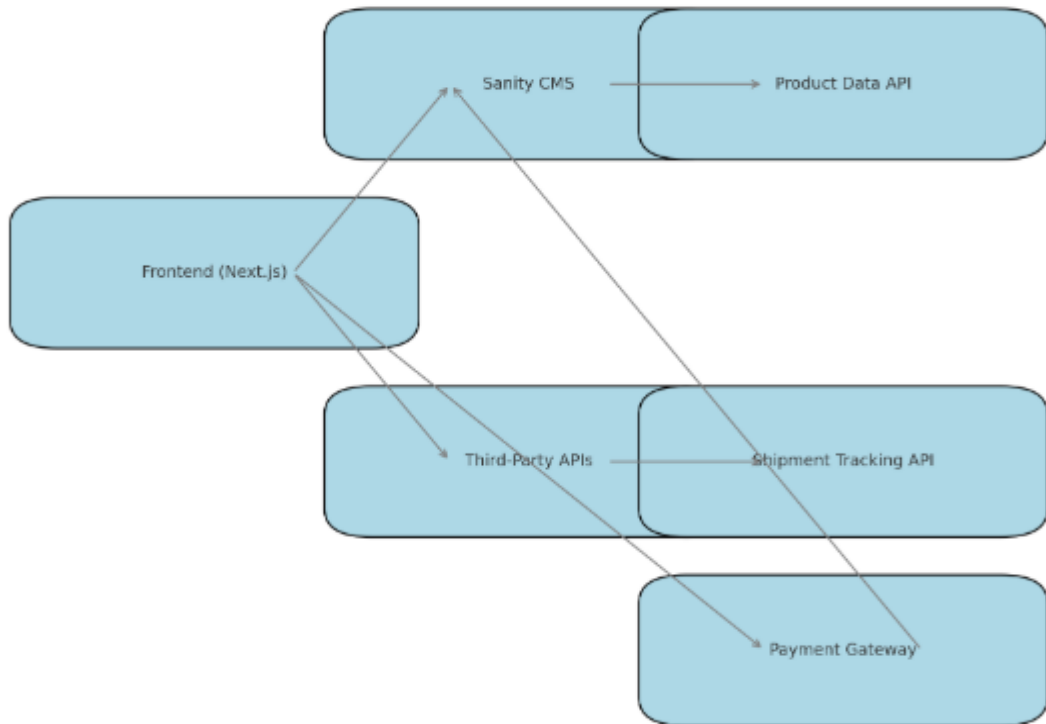 Sanity CMS
Product Data API
Frontend (Next.js)
Third-Party APIs
Shipment Tracking API
Payment Gateway